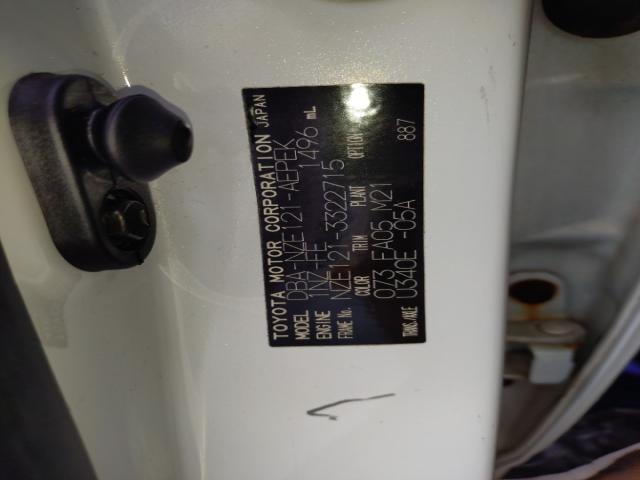 TOYOTA MOTOR CORPORATION JAPAN
MODEL DBA-NZE121-AEPEK
ENGINE 1NZ-FE 1496 mL
FRAME No. NZE121-3322715
COLOR TRIM PLANT OPTION
073 EA05 M21
TRANS/AXLE U340E -05A 887